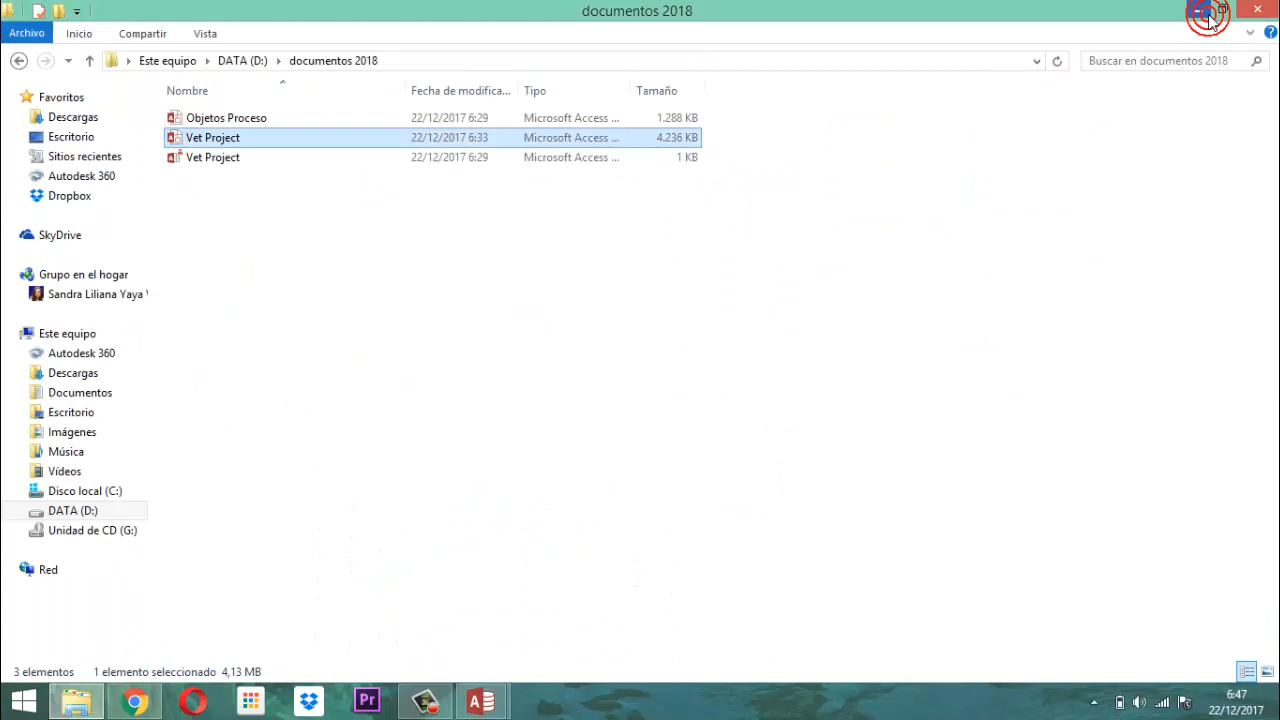 documentos 2018
Archivo Inicio Compartir Vista
Este equipo DATA (D:) documentos 2018 Buscar en documentos 2018
Nombre Fecha de modifica... Tipo Tamaño
Objetos Proceso 22/12/2017 6:29 Microsoft Access ... 1.288 KB
Vet Project 22/12/2017 6:33 Microsoft Access ... 4.236 KB
Vet Project 22/12/2017 6:29 Microsoft Access ... 1 KB
Favoritos
Descargas
Escritorio
Sitios recientes
Autodesk 360
Dropbox
SkyDrive
Grupo en el hogar
Sandra Liliana Yaya
Este equipo
Autodesk 360
Descargas
Documentos
Escritorio
Imágenes
Música
Vídeos
Disco local (C:)
DATA (D:)
Unidad de CD (G:)
Red
3 elementos 1 elemento seleccionado 4,13 MB
Pr
6:47
22/12/2017